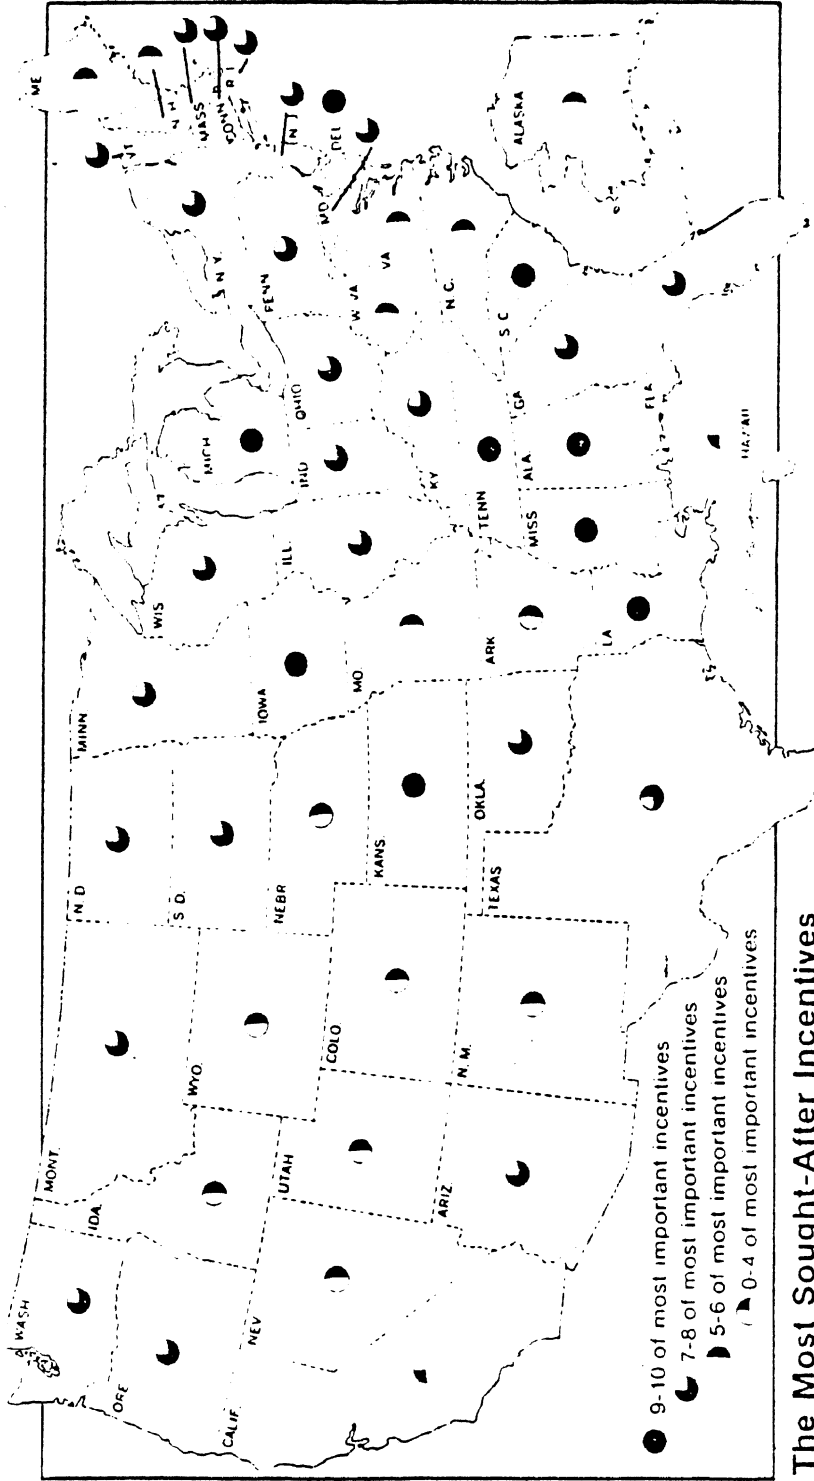 WASH
MONT.
N. D
MINN
ME
VT
N H
MASS
CONN
R I
ORE
IDA.
WYO.
S D.
WIS
MICH
N.Y.
NEBR
IOWA
ILL.
IND
OHIO
PENN
N J
DEL
MD
CALIF.
NEV
UTAH
COLO.
KANS.
MO.
KY
W VA
VA
ARIZ.
N. M.
OKLA.
TEXAS
ARK
TENN
N. C.
S C
LA
MISS
ALA.
GA
FLA
ALASKA
HAWAII
9-10 of most important incentives
7-8 of most important incentives
5-6 of most important incentives
0-4 of most important incentives
The Most Sought-After Incentives